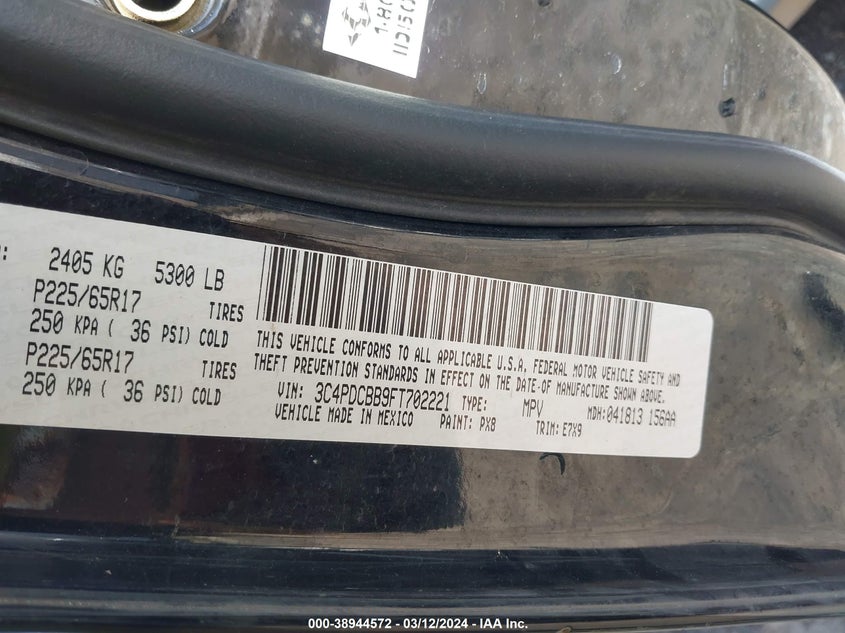 2405 KG 5300 LB
P225/65R17 TIRES
250 KPA ( 36 PSI) COLD
P225/65R17 TIRES
250 KPA ( 36 PSI) COLD
THIS VEHICLE CONFORMS TO ALL APPLICABLE U.S.A. FEDERAL MOTOR VEHICLE SAFETY AND
THEFT PREVENTION STANDARDS IN EFFECT ON THE DATE OF MANUFACTURE SHOWN ABOVE.
VIN: 3C4PDCBB9FT702221 TYPE: MPV MDH:041813 156AA
VEHICLE MADE IN MEXICO PAINT: PX8 TRIM: E7X9
000-38944572 - 03/12/2024 - IAA Inc.